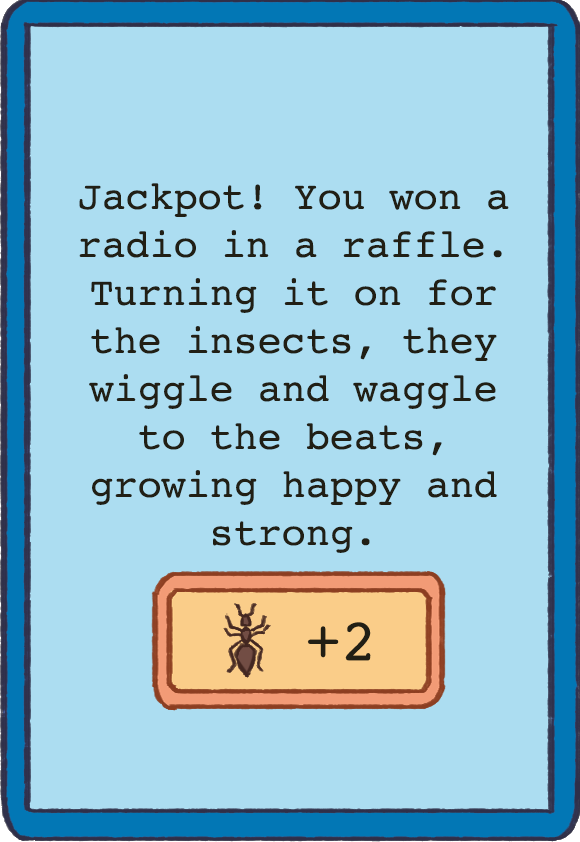 Jackpot! You won a
radio in a raffle.
Turning it on for
the insects, they
wiggle and waggle
to the beats,
growing happy and
strong.
+2